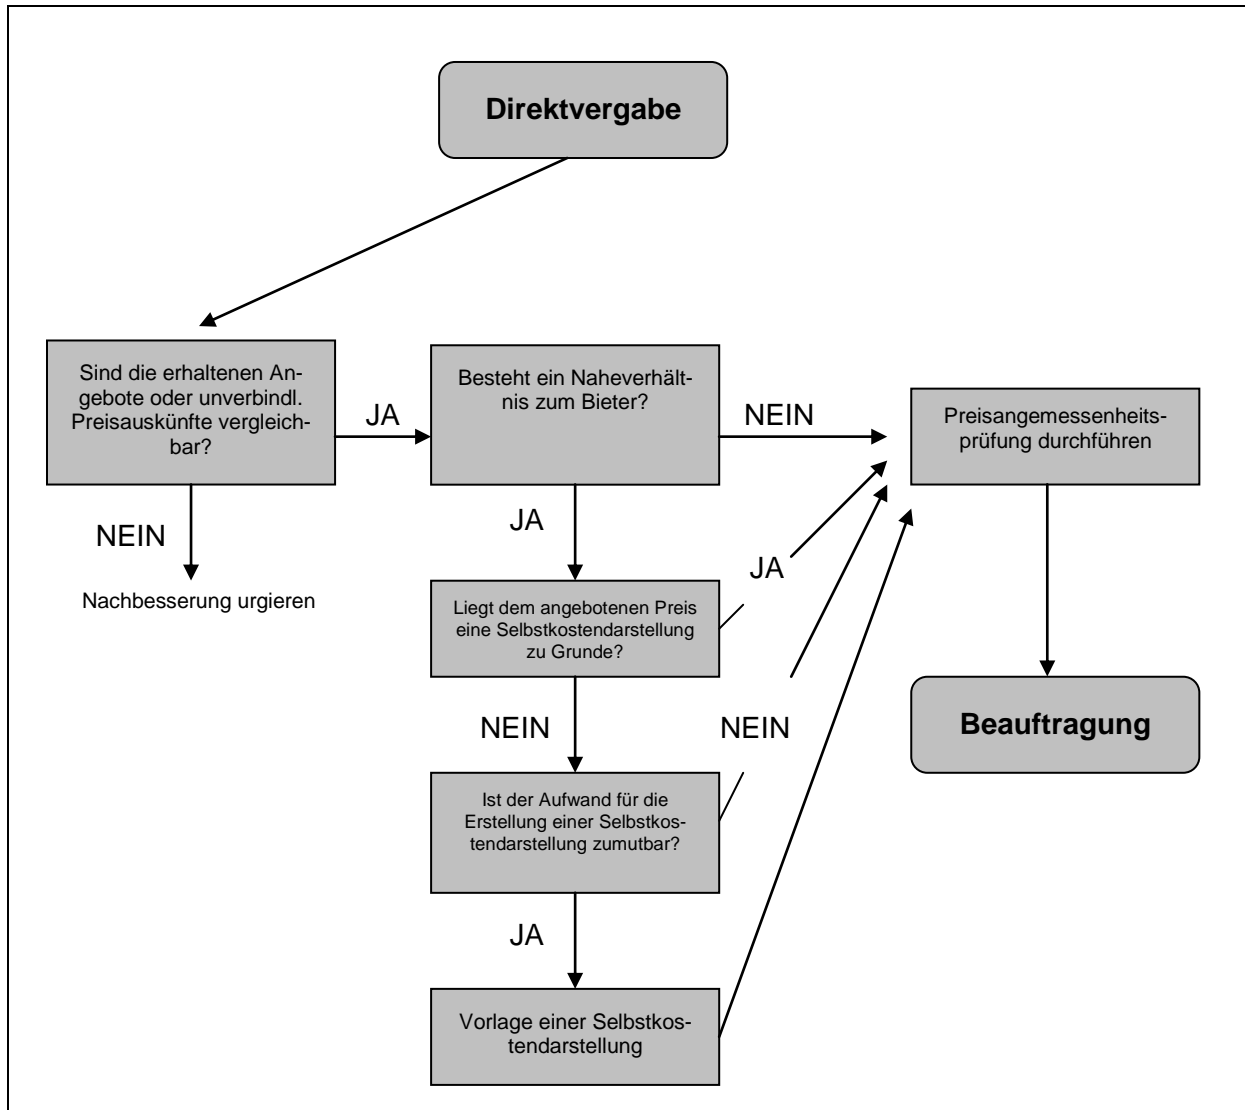 Direktvergabe
Sind die erhaltenen An-
gebote oder unverbindl.
Preisauskünfte vergleich-
bar?
JA
Besteht ein Naheverhält-
nis zum Bieter?
NEIN
Preisangemessenheits-
prüfung durchführen
NEIN
Nachbesserung urgieren
JA
JA
Liegt dem angebotenen Preis
eine Selbstkostendarstellung
zu Grunde?
NEIN
NEIN
Beauftragung
Ist der Aufwand für die
Erstellung einer Selbstkos-
tendarstellung zumutbar?
JA
Vorlage einer Selbstkos-
tendarstellung